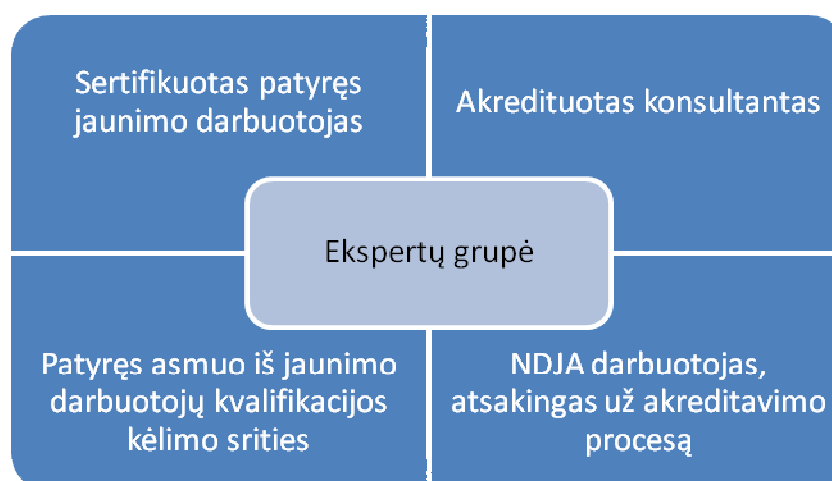 Sertifikuotas patyręs
jaunimo darbuotojas
Akredituotas konsultantas
Ekspertų grupė
Patyręs asmuo iš jaunimo
darbuotojų kvalifikacijos
kėlimo srities
NDJA darbuotojas,
atsakingas už akreditavimo
procesą